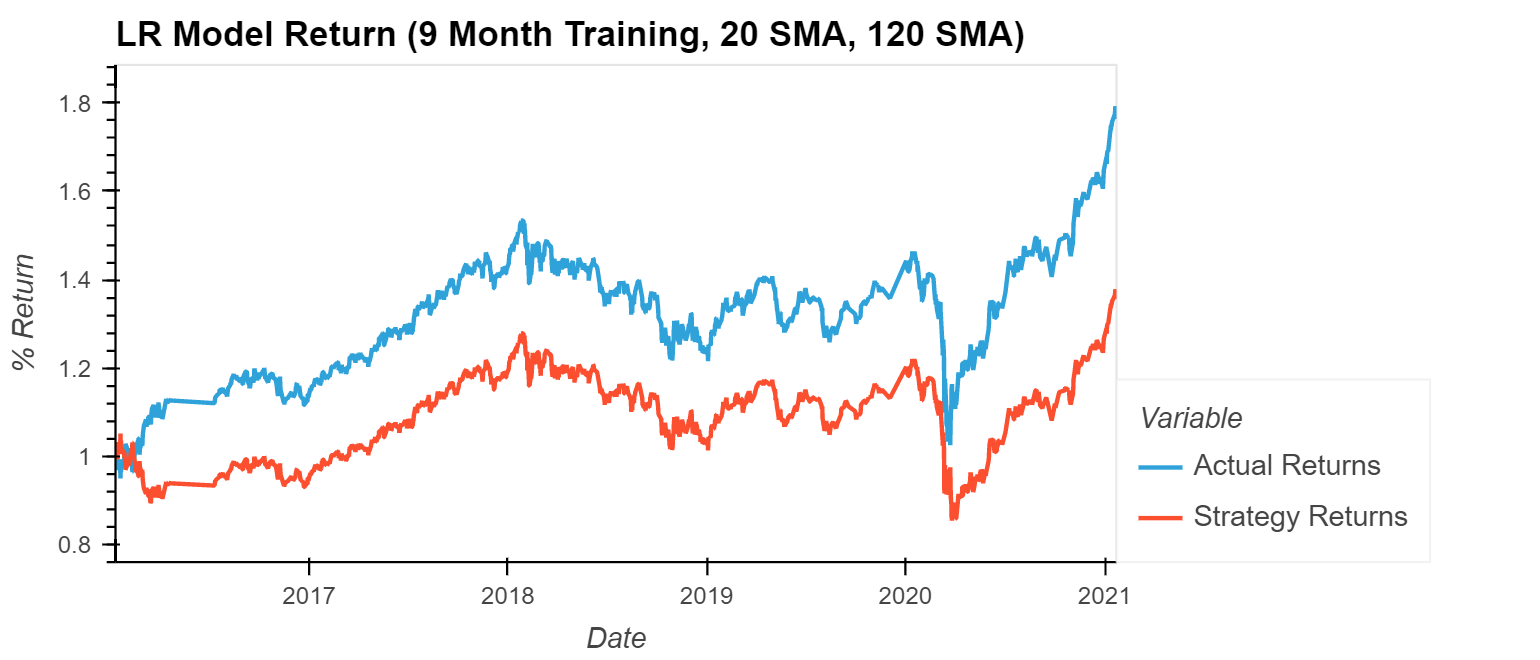 LR Model Return (9 Month Training, 20 SMA, 120 SMA)
1.8
1.6
1.4
1.2
1
0.8
% Return
2017 2018 2019 2020 2021
Date
Variable
Actual Returns
Strategy Returns